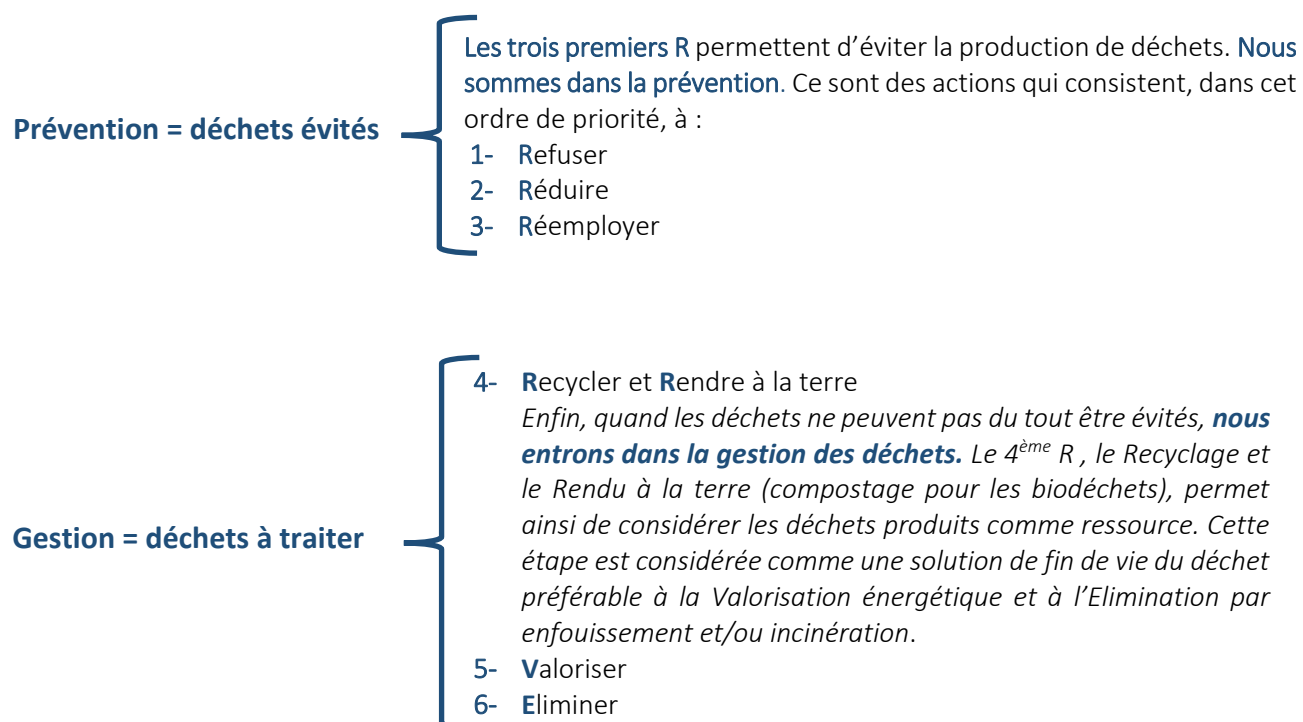 Prévention = déchets évités
Les trois premiers R permettent d’éviter la production de déchets. Nous
sommes dans la prévention. Ce sont des actions qui consistent, dans cet
ordre de priorité, à :
1- Refuser
2- Réduire
3- Réemployer
Gestion = déchets à traiter
4- Recycler et Rendre à la terre
Enfin, quand les déchets ne peuvent pas du tout être évités, nous
entrons dans la gestion des déchets. Le 4ème R , le Recyclage et
le Rendu à la terre (compostage pour les biodéchets), permet
ainsi de considérer les déchets produits comme ressource. Cette
étape est considérée comme une solution de fin de vie du déchet
préférable à la Valorisation énergétique et à l’Elimination par
enfouissement et/ou incinération.
5- Valoriser
6- Eliminer